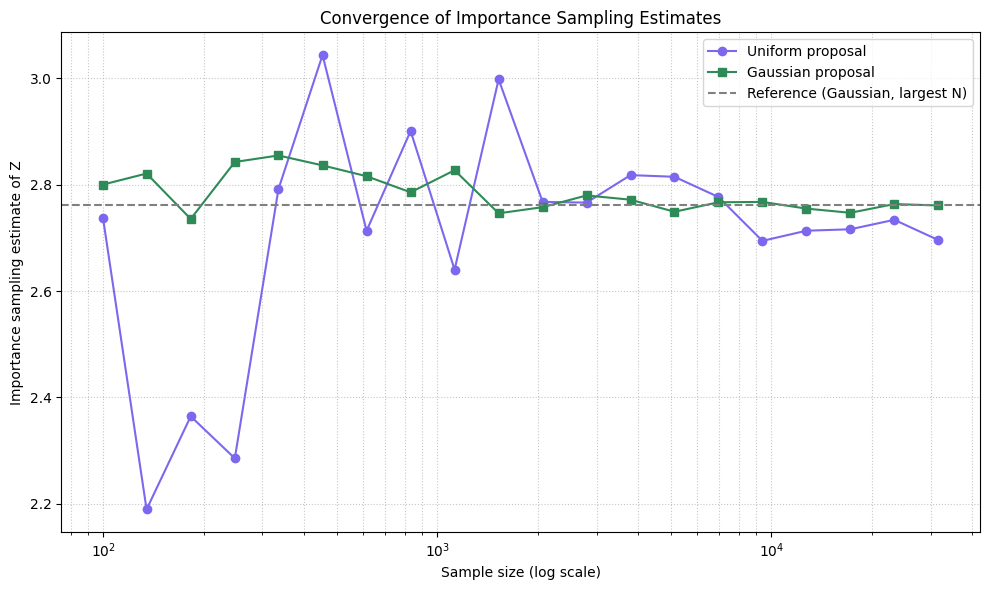 Convergence of Importance Sampling Estimates
Uniform proposal
Gaussian proposal
Reference (Gaussian, largest N)
Importance sampling estimate of Z
3.0
2.8
2.6
2.4
2.2
10²
10³
10⁴
Sample size (log scale)